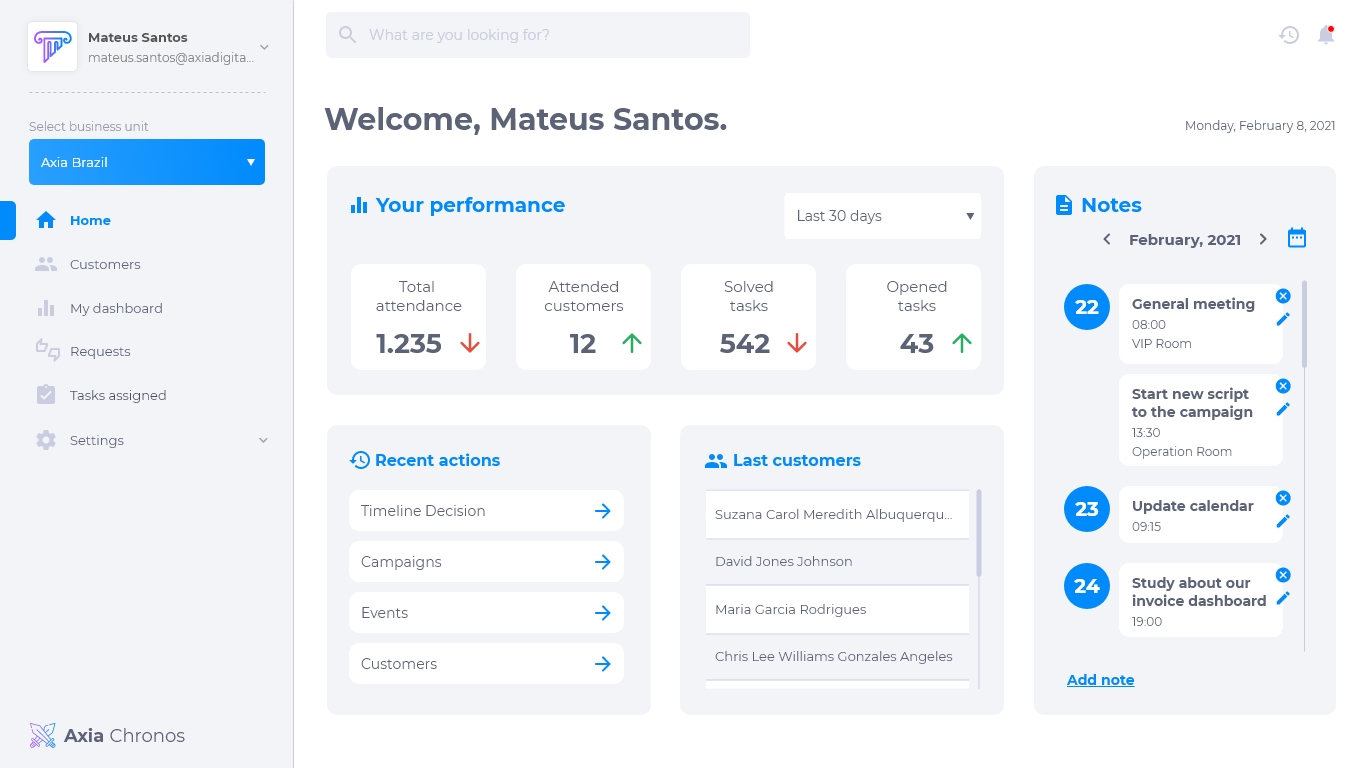 Mateus Santos
mateus.santos@axiadigita...
Select business unit
Axia Brazil
Home
Customers
My dashboard
Requests
Tasks assigned
Settings
Axia Chronos
What are you looking for?
Welcome, Mateus Santos.
Monday, February 8, 2021
Your performance
Last 30 days
Total
attendance
1.235
Attended
customers
12
Solved
tasks
542
Opened
tasks
43
Recent actions
Timeline Decision
Campaigns
Events
Customers
Last customers
Suzana Carol Meredith Albuquerqu...
David Jones Johnson
Maria Garcia Rodrigues
Chris Lee Williams Gonzales Angeles
Notes
February, 2021
22
General meeting
08:00
VIP Room
Start new script
to the campaign
13:30
Operation Room
23
Update calendar
09:15
24
Study about our
invoice dashboard
19:00
Add note